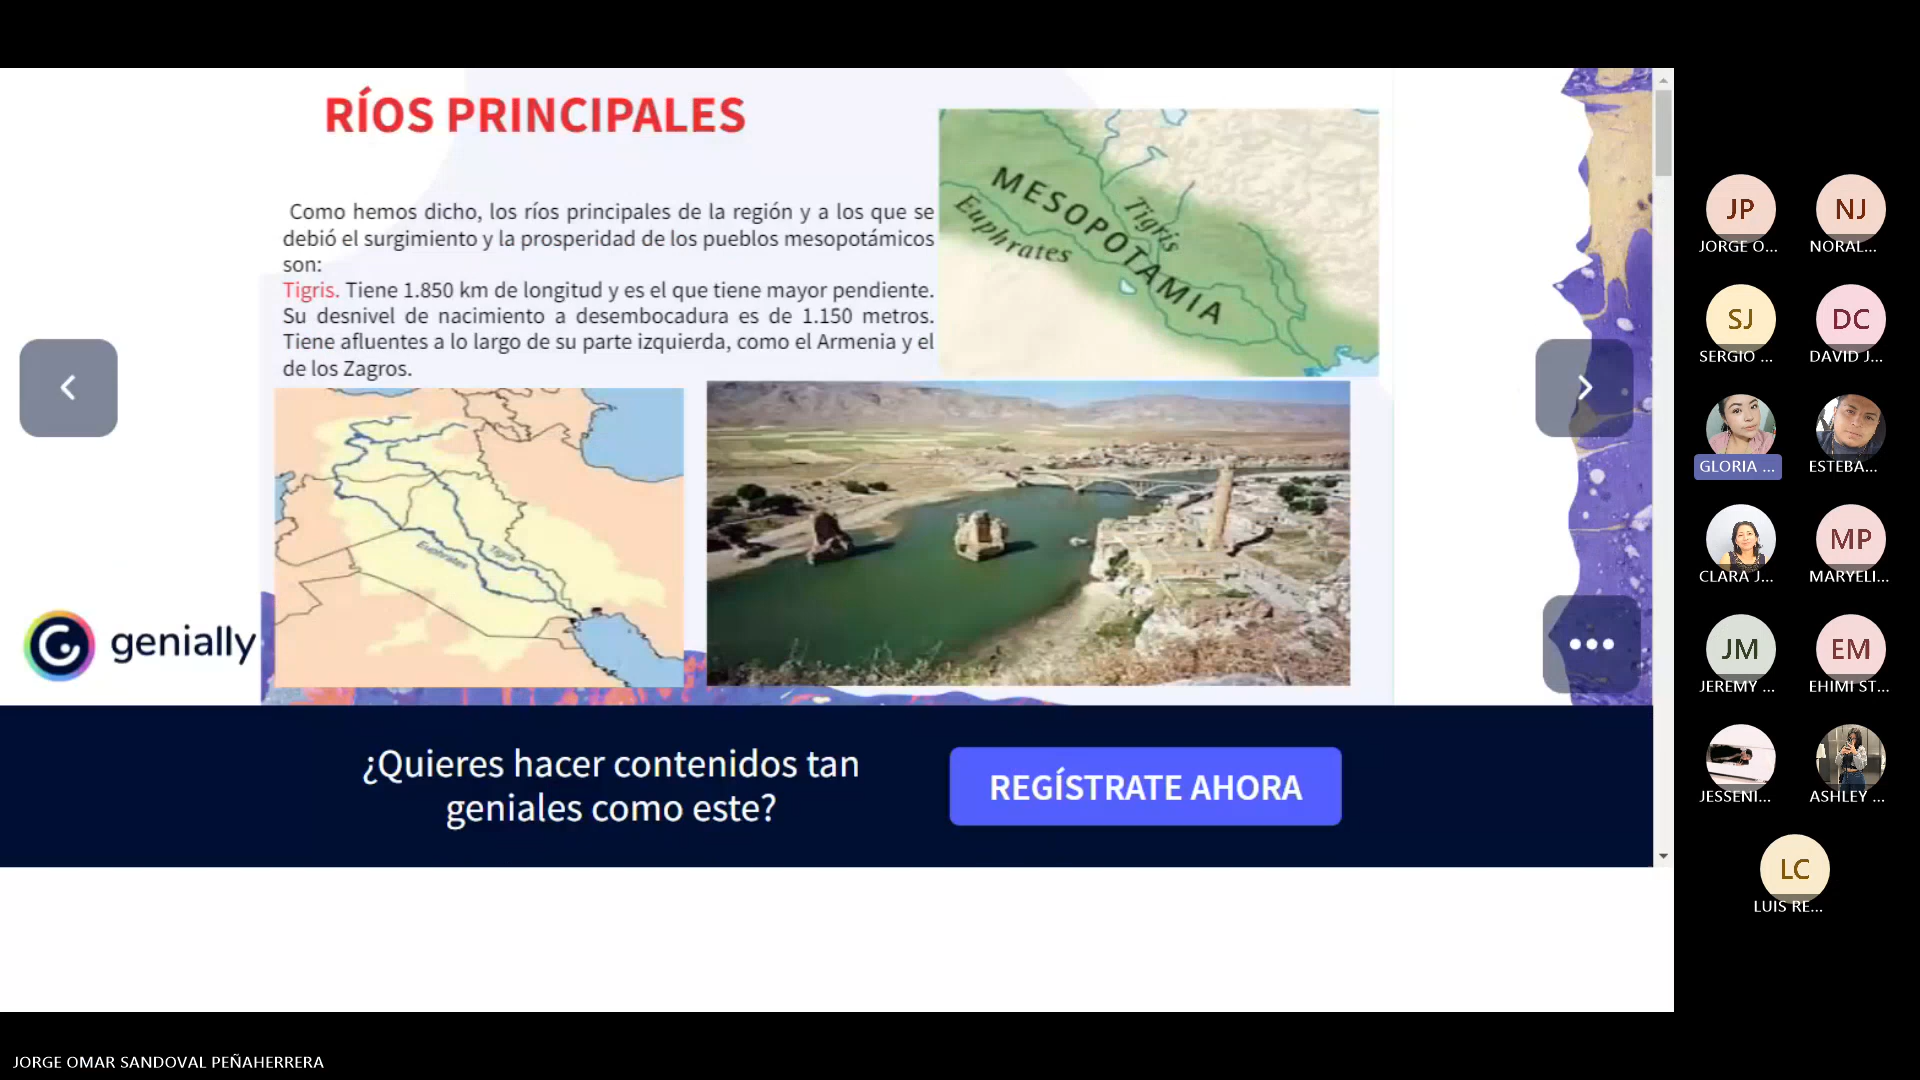 RÍOS PRINCIPALES
Como hemos dicho, los ríos principales de la región y a los que se
debió el surgimiento y la prosperidad de los pueblos mesopotámicos
son:
Tigris. Tiene 1.850 km de longitud y es el que tiene mayor pendiente.
Su desnivel de nacimiento a desembocadura es de 1.150 metros.
Tiene afluentes a lo largo de su parte izquierda, como el Armenia y el
de los Zagros.
MESOPOTAMIA
Tigris
Euphrates
Tigris
Euphrates
genially
¿Quieres hacer contenidos tan
geniales como este?
REGÍSTRATE AHORA
JP
JORGE O...
NJ
NORAL...
SJ
SERGIO ...
DC
DAVID J...
GLORIA ...
ESTEBA...
CLARA J...
MP
MARYELI...
JM
JEREMY ...
EM
EHIMI ST...
JESSENI...
ASHLEY ...
LC
LUIS RE...
JORGE OMAR SANDOVAL PEÑAHERRERA